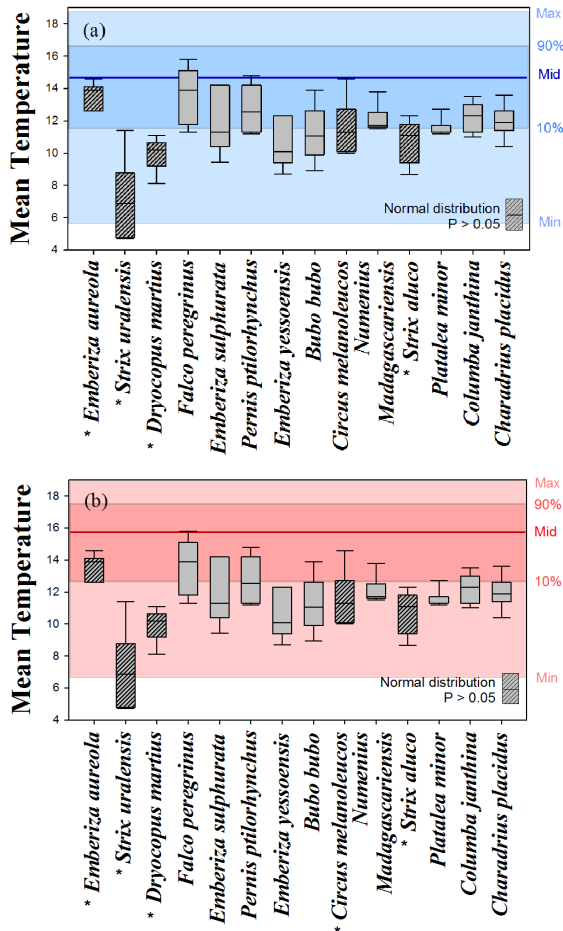 (a)
Mean Temperature
18
16
14
12
10
8
6
4
Max
90%
Mid
10%
Min
Normal distribution
P > 0.05
* Emberiza aureola
* Strix uralensis
* Dryocopus martius
Falco peregrinus
Emberiza sulphurata
Pernis ptilorhynchus
Emberiza yessoensis
Bubo bubo
Circus melanoleucos
Numenius
Madagascariensis
* Strix aluco
Platalea minor
Columba janthina
Charadrius placidus
(b)
Mean Temperature
18
16
14
12
10
8
6
4
Max
90%
Mid
10%
Min
Normal distribution
P > 0.05
* Emberiza aureola
* Strix uralensis
* Dryocopus martius
Falco peregrinus
Emberiza sulphurata
Pernis ptilorhynchus
Emberiza yessoensis
Bubo bubo
* Circus melanoleucos
Numenius
Madagascariensis
* Strix aluco
Platalea minor
Columba janthina
Charadrius placidus